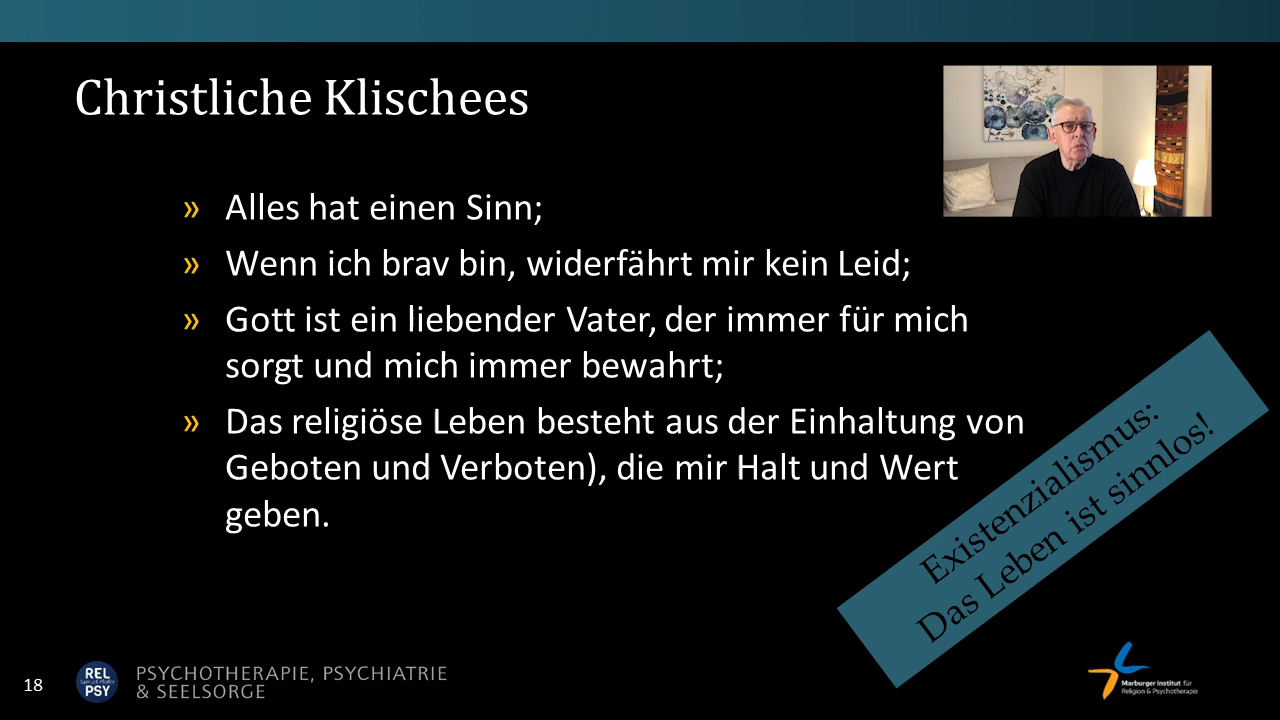 Christliche Klischees
» Alles hat einen Sinn;
» Wenn ich brav bin, widerfährt mir kein Leid;
» Gott ist ein liebender Vater, der immer für mich
sorgt und mich immer bewahrt;
» Das religiöse Leben besteht aus der Einhaltung von
Geboten und Verboten), die mir Halt und Wert
geben.
Existenzialismus:
Das Leben ist sinnlos!
18
REL
Samuel Pfeifer
PSY
PSYCHOTHERAPIE, PSYCHIATRIE
& SEELSORGE
Marburger Institut für
Religion & Psychotherapie